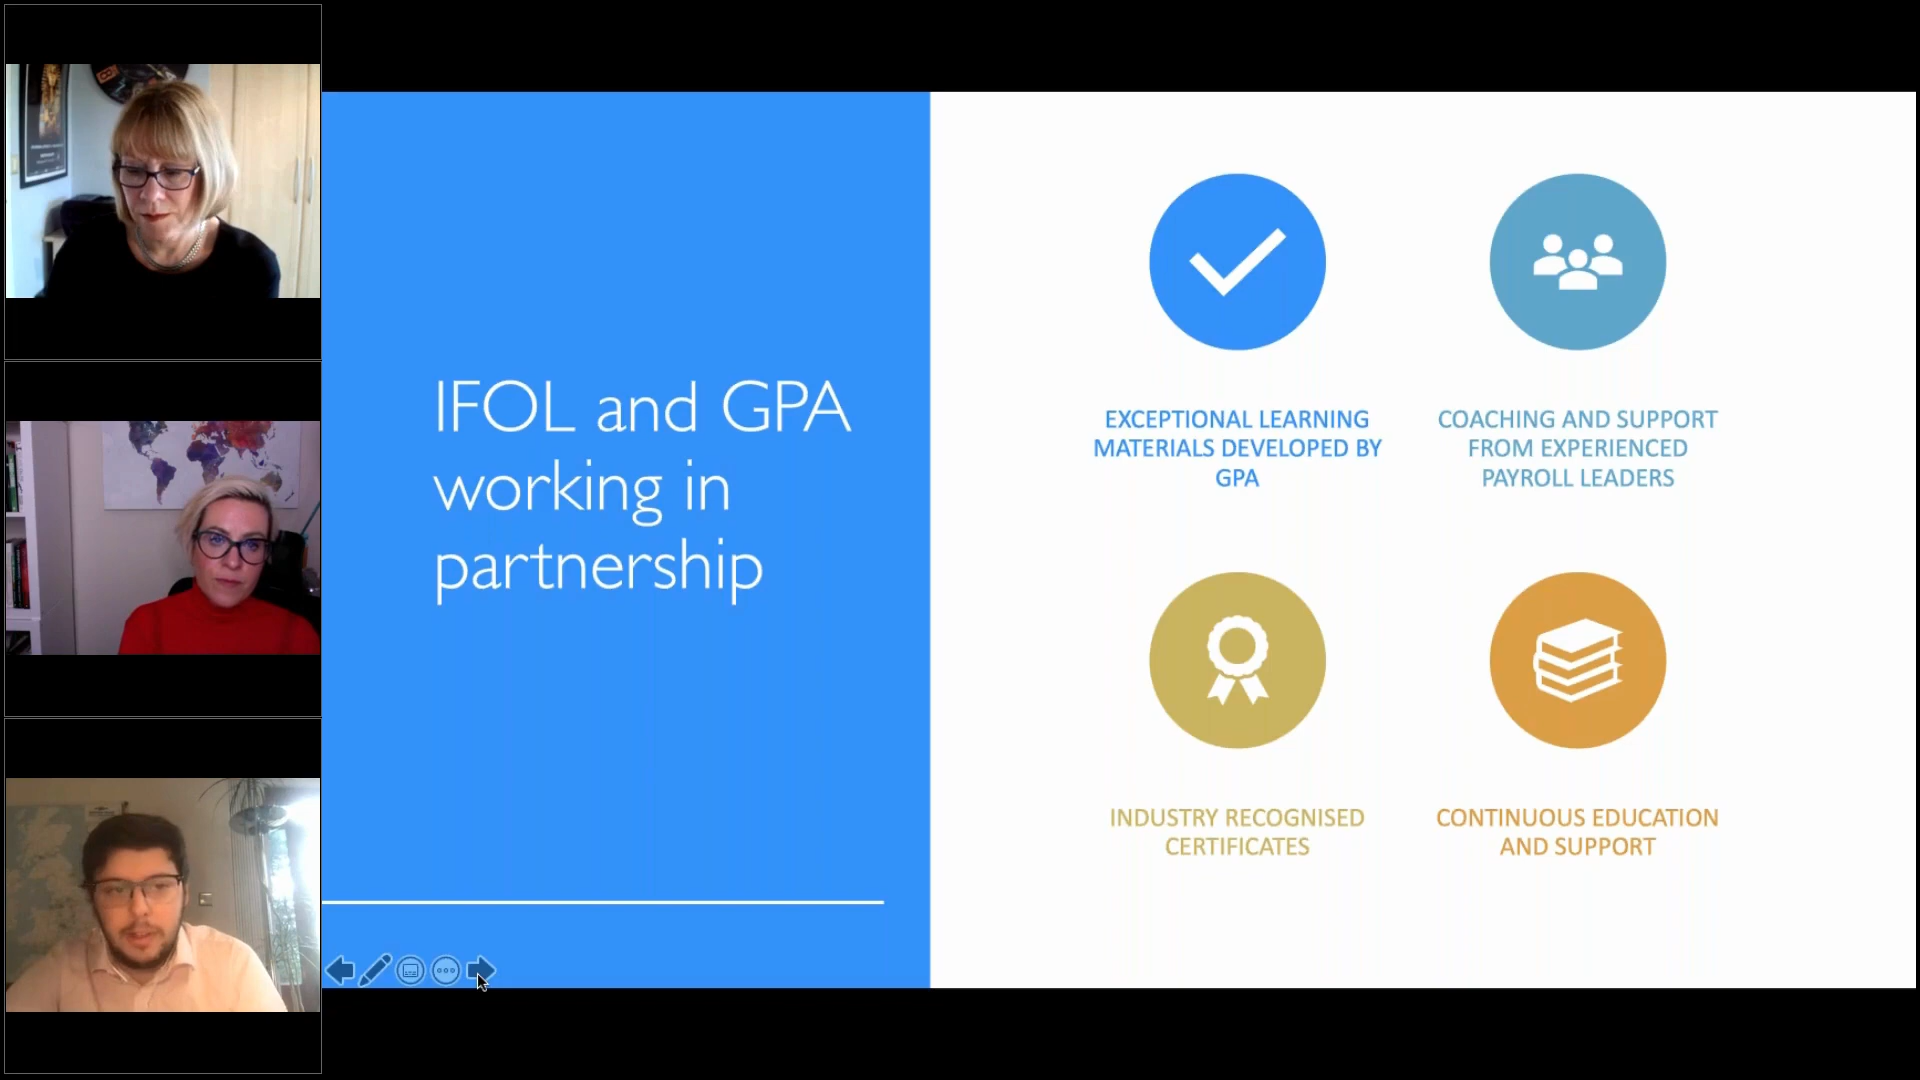 IFOL and GPA
working in
partnership
EXCEPTIONAL LEARNING
MATERIALS DEVELOPED BY
GPA
COACHING AND SUPPORT
FROM EXPERIENCED
PAYROLL LEADERS
INDUSTRY RECOGNISED
CERTIFICATES
CONTINUOUS EDUCATION
AND SUPPORT